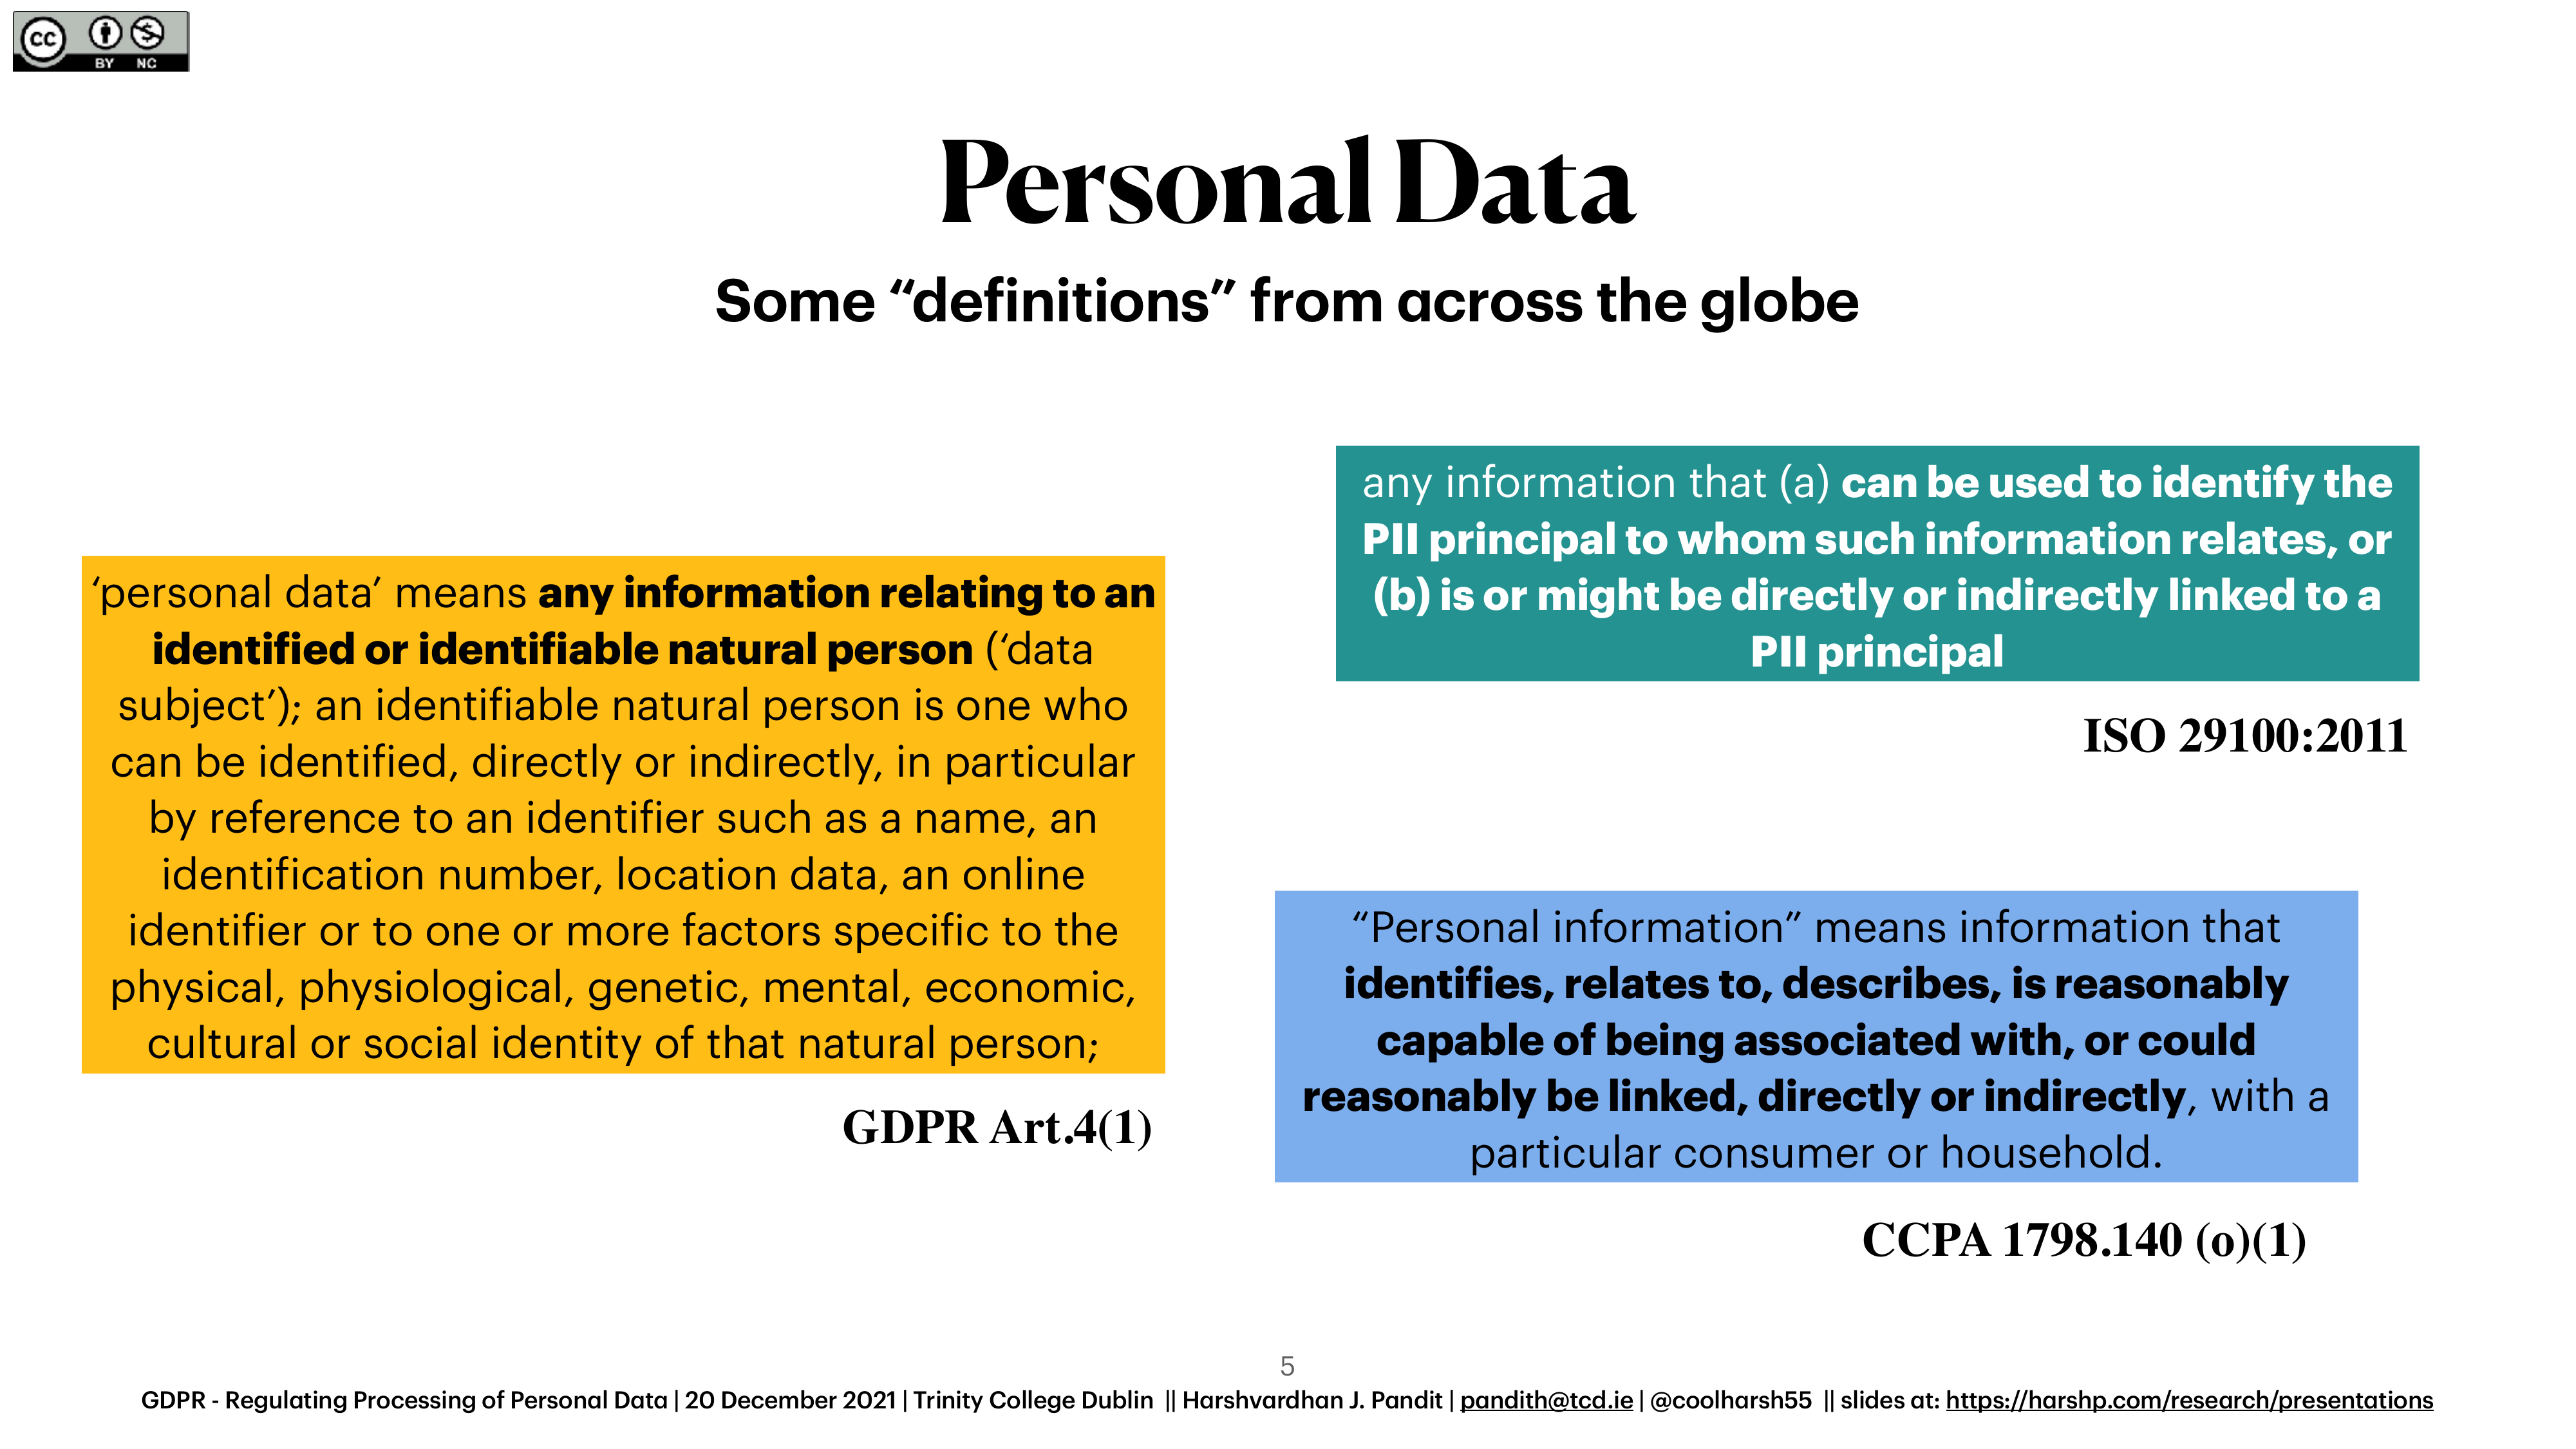 cc
BY NC
Personal Data
Some “definitions” from across the globe
‘personal data’ means any information relating to an
identified or identifiable natural person (‘data
subject’); an identifiable natural person is one who
can be identified, directly or indirectly, in particular
by reference to an identifier such as a name, an
identification number, location data, an online
identifier or to one or more factors specific to the
physical, physiological, genetic, mental, economic,
cultural or social identity of that natural person;
GDPR Art.4(1)
any information that (a) can be used to identify the
PII principal to whom such information relates, or
(b) is or might be directly or indirectly linked to a
PII principal
ISO 29100:2011
“Personal information” means information that
identifies, relates to, describes, is reasonably
capable of being associated with, or could
reasonably be linked, directly or indirectly, with a
particular consumer or household.
CCPA 1798.140 (o)(1)
5
GDPR - Regulating Processing of Personal Data | 20 December 2021 | Trinity College Dublin || Harshvardhan J. Pandit | pandith@tcd.ie | @coolharsh55 || slides at: https://harshp.com/research/presentations